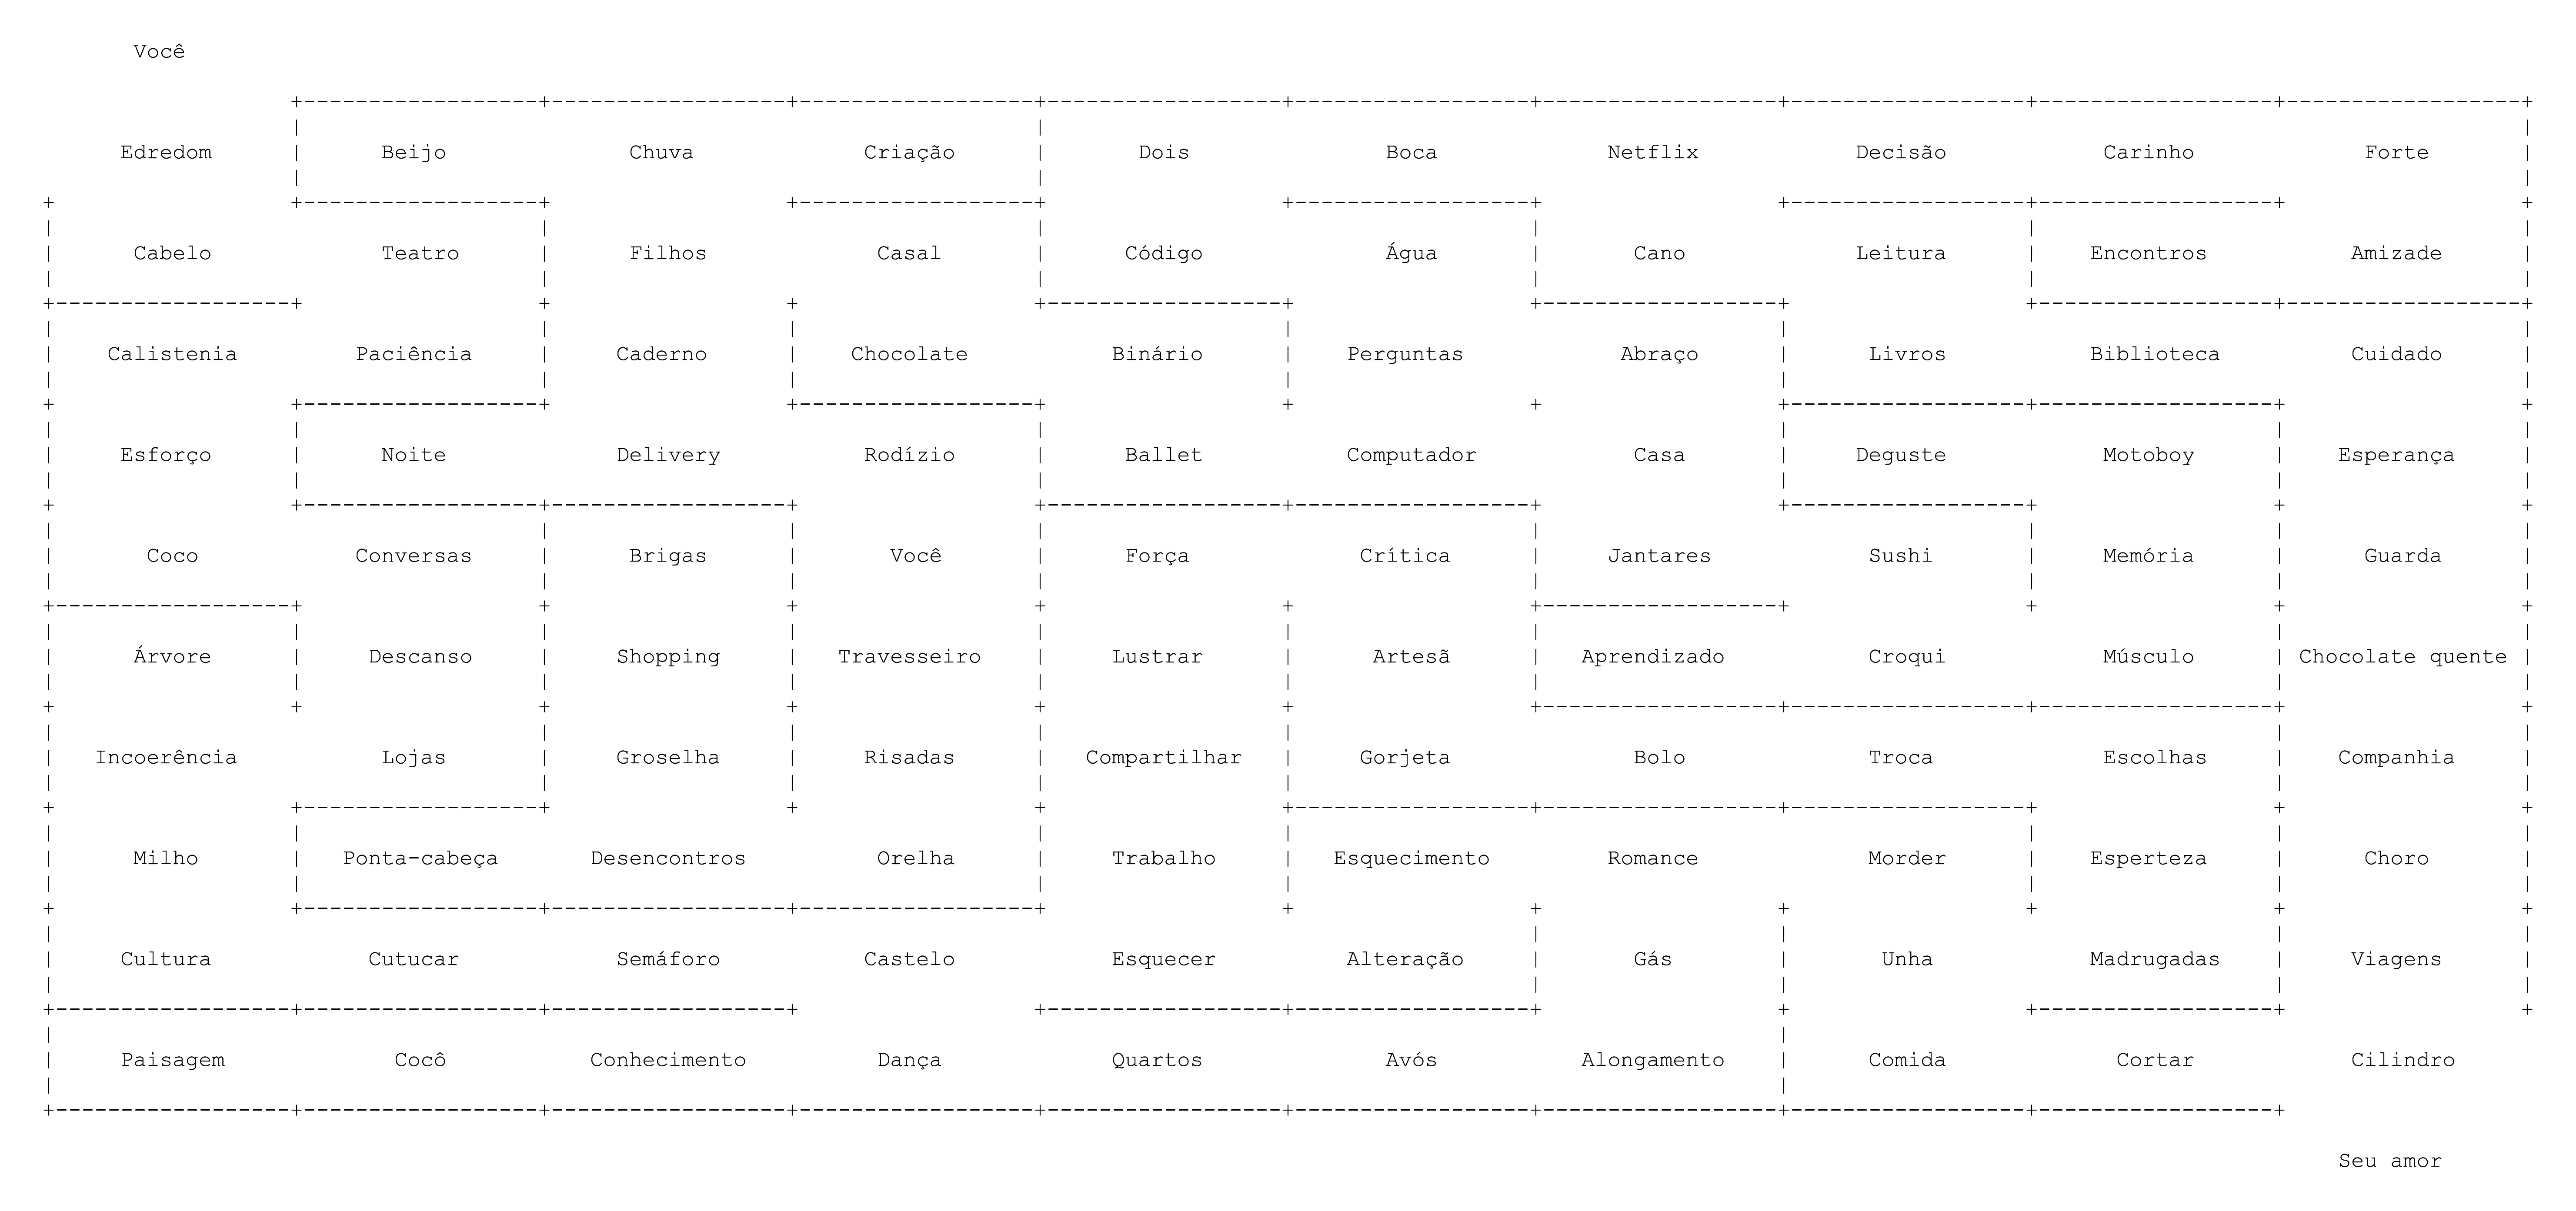 Você
Edredom Beijo Chuva Criação Dois Boca Netflix Decisão Carinho Forte
Cabelo Teatro Filhos Casal Código Água Cano Leitura Encontros Amizade
Calistenia Paciência Caderno Chocolate Binário Perguntas Abraço Livros Biblioteca Cuidado
Esforço Noite Delivery Rodízio Ballet Computador Casa Deguste Motoboy Esperança
Coco Conversas Brigas Você Força Crítica Jantares Sushi Memória Guarda
Árvore Descanso Shopping Travesseiro Lustrar Artesã Aprendizado Croqui Músculo Chocolate quente
Incoerência Lojas Groselha Risadas Compartilhar Gorjeta Bolo Troca Escolhas Companhia
Milho Ponta-cabeça Desencontros Orelha Trabalho Esquecimento Romance Morder Esperteza Choro
Cultura Cutucar Semáforo Castelo Esquecer Alteração Gás Unha Madrugadas Viagens
Paisagem Cocô Conhecimento Dança Quartos Avós Alongamento Comida Cortar Cilindro
Seu amor